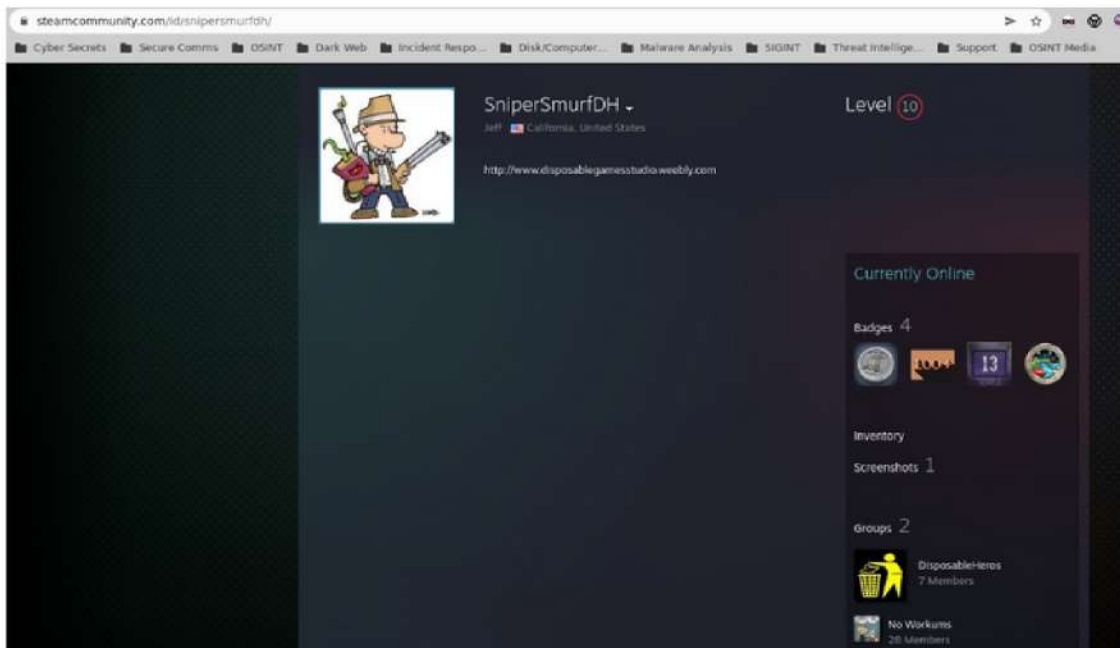 steamcommunity.com/id/snipersmurfdh/
Cyber Secrets Secure Comms OSINT Dark Web Incident Respo... Disk/Computer... Malware Analysis SIGINT Threat Intellige... Support OSINT Media
SniperSmurfDH
Level 10
Jeff California, United States
http://www.disposablegamesstudio.weebly.com
Currently Online
Badges 4
100+ 13
Inventory
Screenshots 1
Groups 2
DisposableHeros
7 Members
No Workums
28 Members